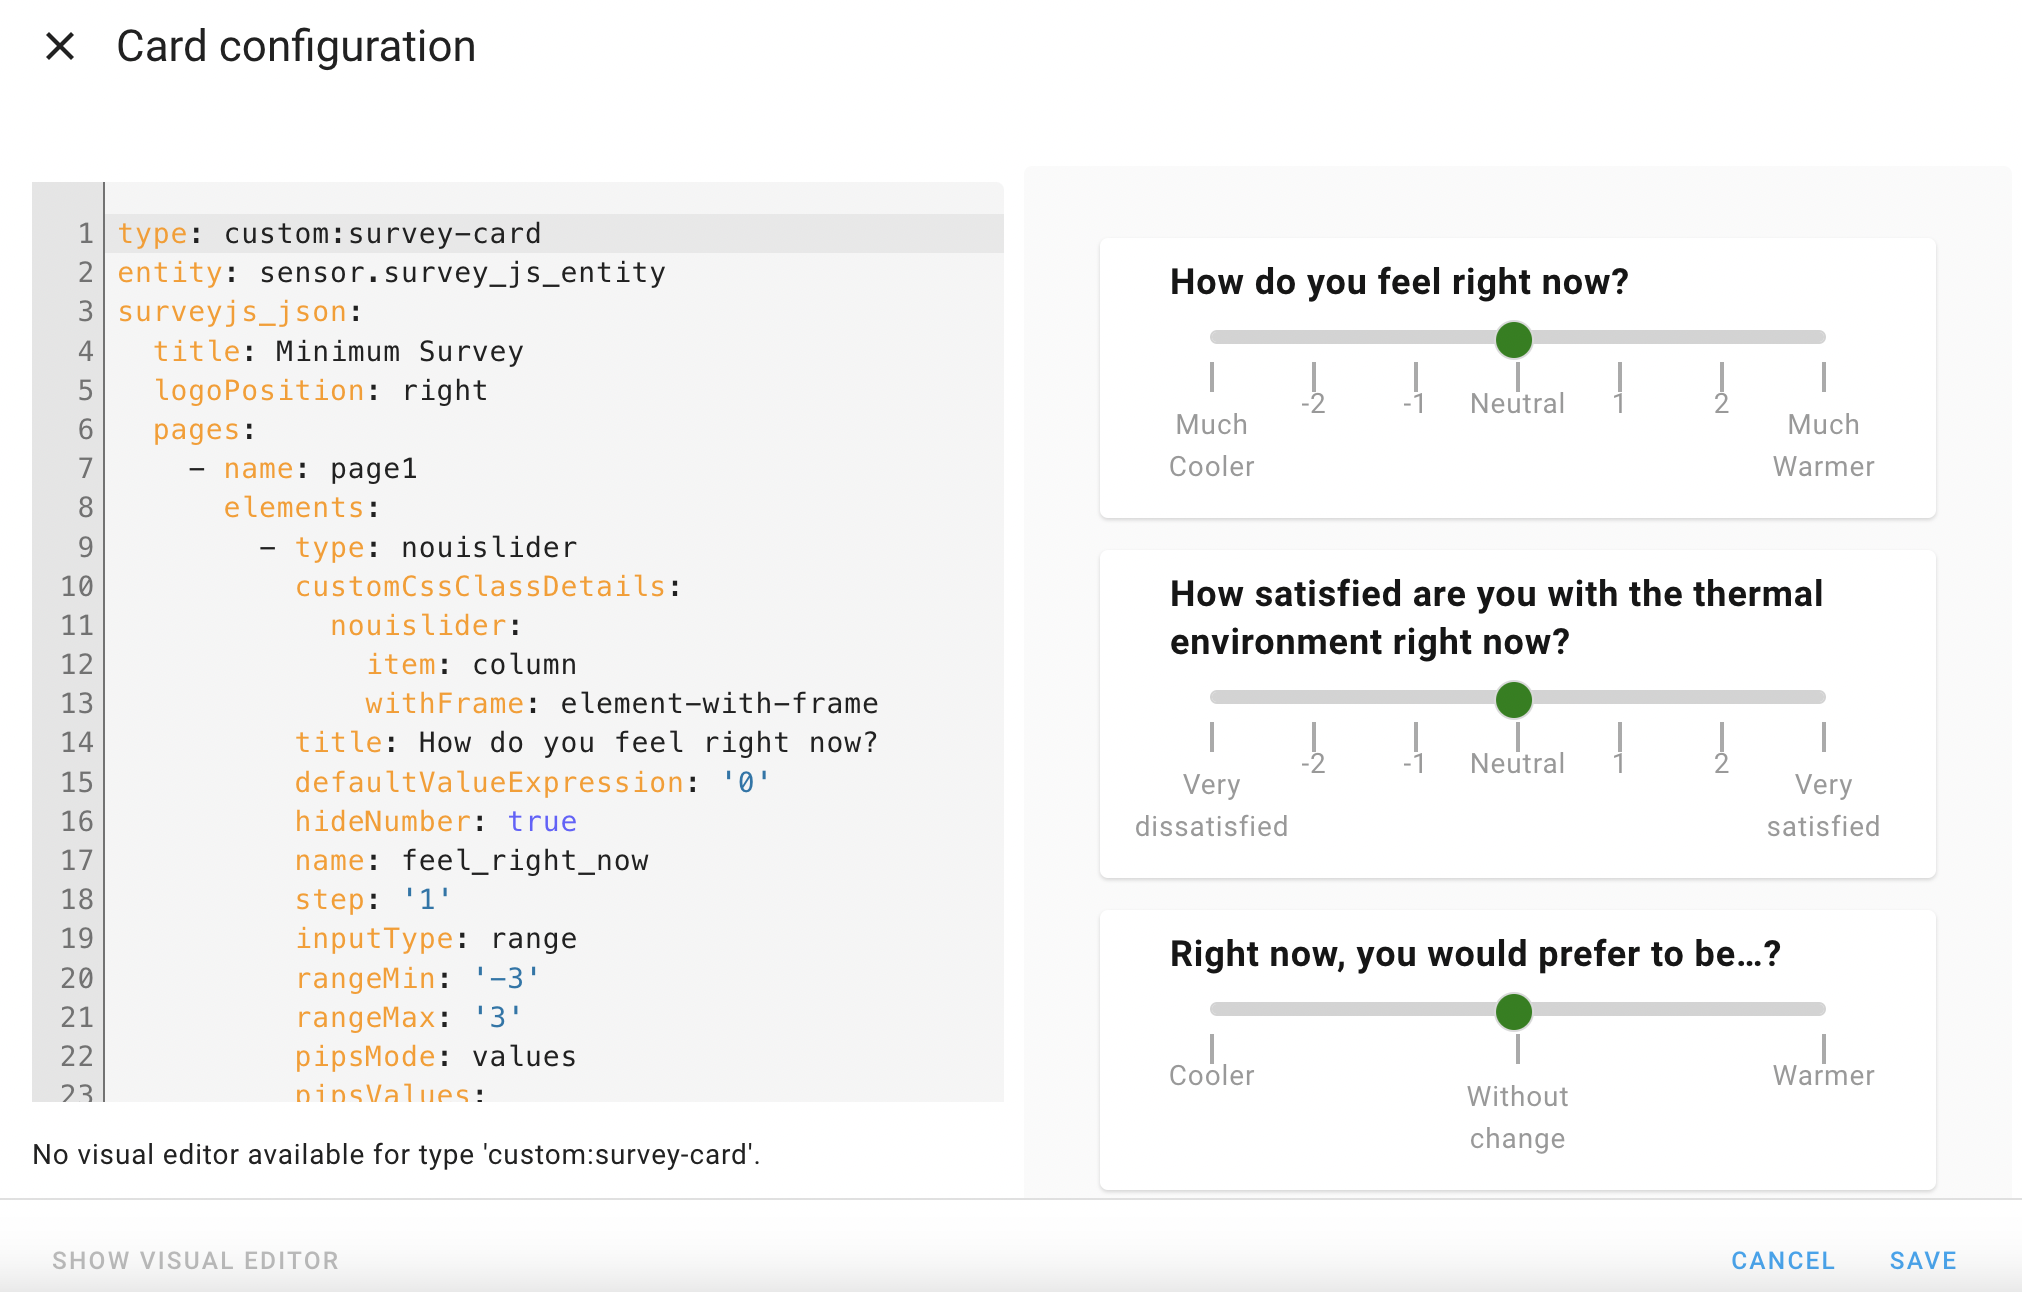 Card configuration
1 type: custom:survey-card
2 entity: sensor.survey_js_entity
3 surveyjs_json:
4 title: Minimum Survey
5 logoPosition: right
6 pages:
7 - name: page1
8 elements:
9 - type: nouislider
10 customCssClassDetails:
11 nouislider:
12 item: column
13 withFrame: element-with-frame
14 title: How do you feel right now?
15 defaultValueExpression: '0'
16 hideNumber: true
17 name: feel_right_now
18 step: '1'
19 inputType: range
20 rangeMin: '-3'
21 rangeMax: '3'
22 pipsMode: values
23 pipsValues:
No visual editor available for type 'custom:survey-card'.
How do you feel right now?
-2 -1 Neutral 1 2
Much Much
Cooler Warmer
How satisfied are you with the thermal
environment right now?
-2 -1 Neutral 1 2
Very Very
dissatisfied satisfied
Right now, you would prefer to be...?
Cooler Warmer
Without
change
SHOW VISUAL EDITOR CANCEL SAVE